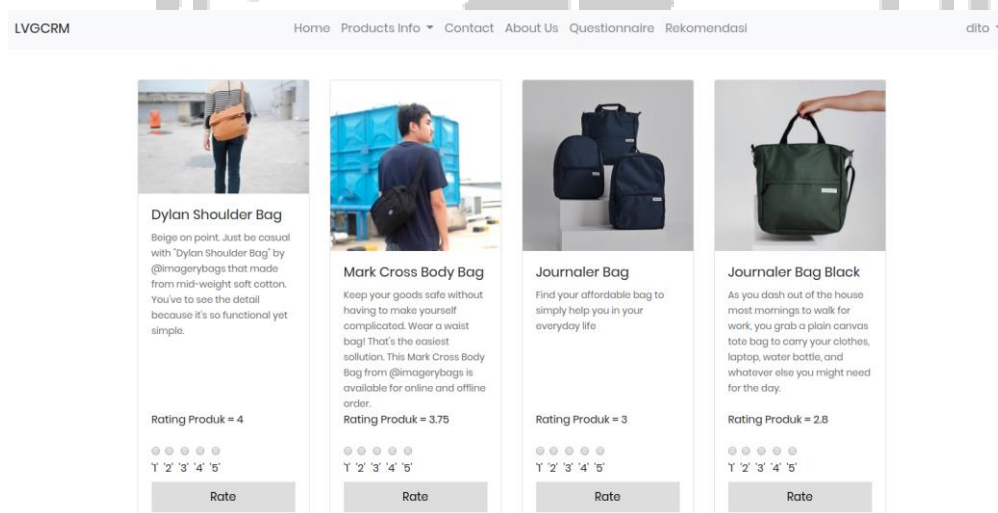 LVGCRM
Home Products Info Contact About Us Questionnaire Rekomendasi
dito
Dylan Shoulder Bag
Beige on point. Just be casual
with "Dylan Shoulder Bag" by
@imagerybags that made
from mid-weight soft cotton.
You've to see the detail
because it's so functional yet
simple.
Rating Produk = 4
'1' '2' '3' '4' '5'
Rate
Mark Cross Body Bag
Keep your goods safe without
having to make yourself
complicated. Wear a waist
bag! That's the easiest
sollution. This Mark Cross Body
Bag from @imagerybags is
available for online and offline
order.
Rating Produk = 3.75
'1' '2' '3' '4' '5'
Rate
Journaler Bag
Find your affordable bag to
simply help you in your
everyday life
Rating Produk = 3
'1' '2' '3' '4' '5'
Rate
Journaler Bag Black
As you dash out of the house
most mornings to walk for
work, you grab a plain canvas
tote bag to carry your clothes,
laptop, water bottle, and
whatever else you might need
for the day.
Rating Produk = 2.8
'1' '2' '3' '4' '5'
Rate